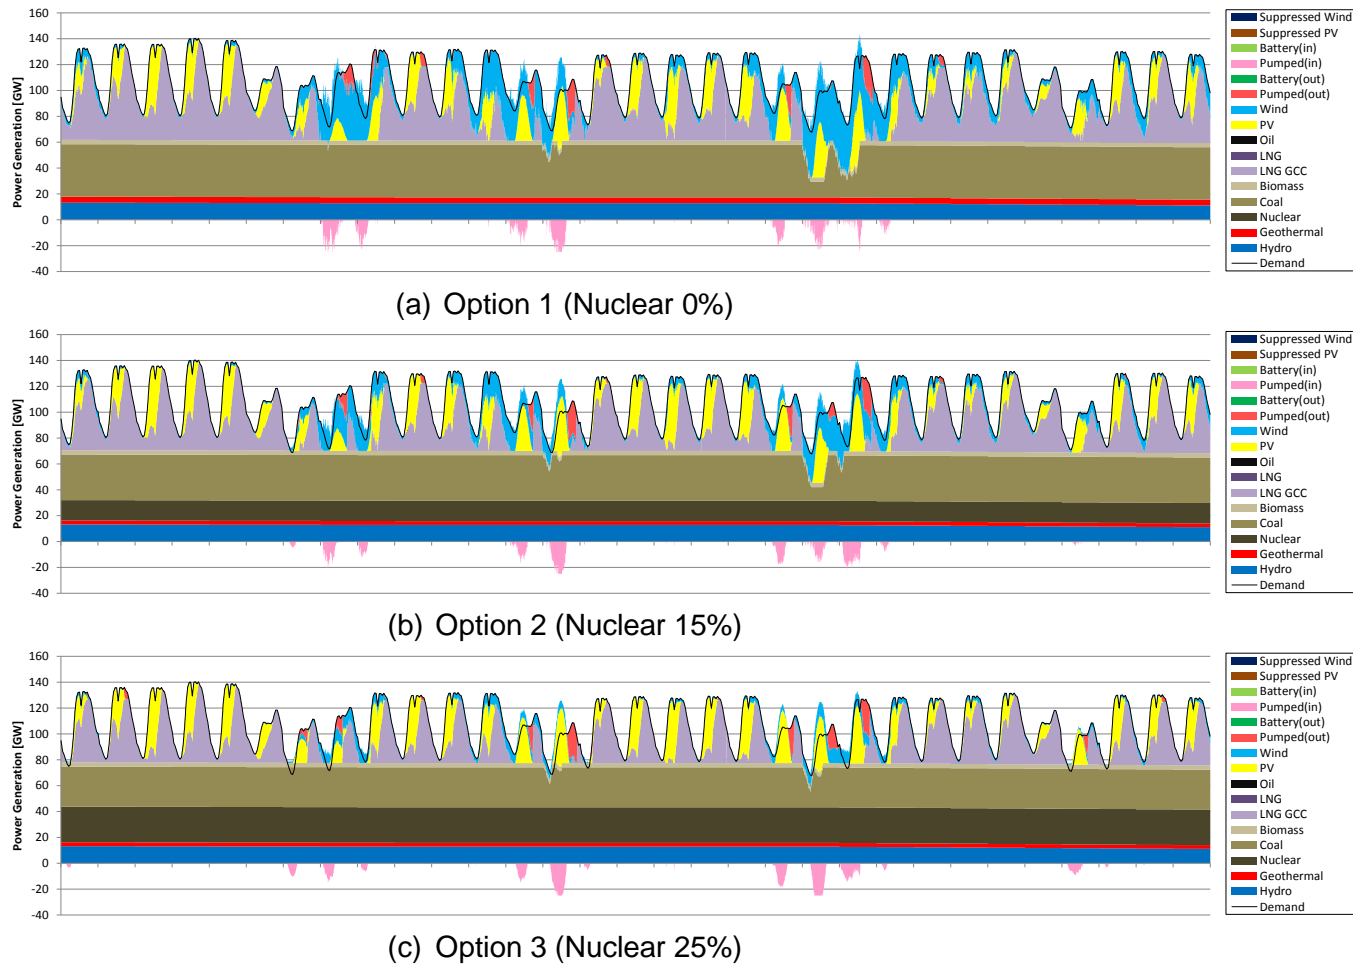 Power Generation [GW]
160
140
120
100
80
60
40
20
0
-20
-40
Suppressed Wind
Suppressed PV
Battery(in)
Pumped(in)
Battery(out)
Pumped(out)
Wind
PV
Oil
LNG
LNG GCC
Biomass
Coal
Nuclear
Geothermal
Hydro
Demand
(a) Option 1 (Nuclear 0%)
Power Generation [GW]
160
140
120
100
80
60
40
20
0
-20
-40
Suppressed Wind
Suppressed PV
Battery(in)
Pumped(in)
Battery(out)
Pumped(out)
Wind
PV
Oil
LNG
LNG GCC
Biomass
Coal
Nuclear
Geothermal
Hydro
Demand
(b) Option 2 (Nuclear 15%)
Power Generation [GW]
160
140
120
100
80
60
40
20
0
-20
-40
Suppressed Wind
Suppressed PV
Battery(in)
Pumped(in)
Battery(out)
Pumped(out)
Wind
PV
Oil
LNG
LNG GCC
Biomass
Coal
Nuclear
Geothermal
Hydro
Demand
(c) Option 3 (Nuclear 25%)